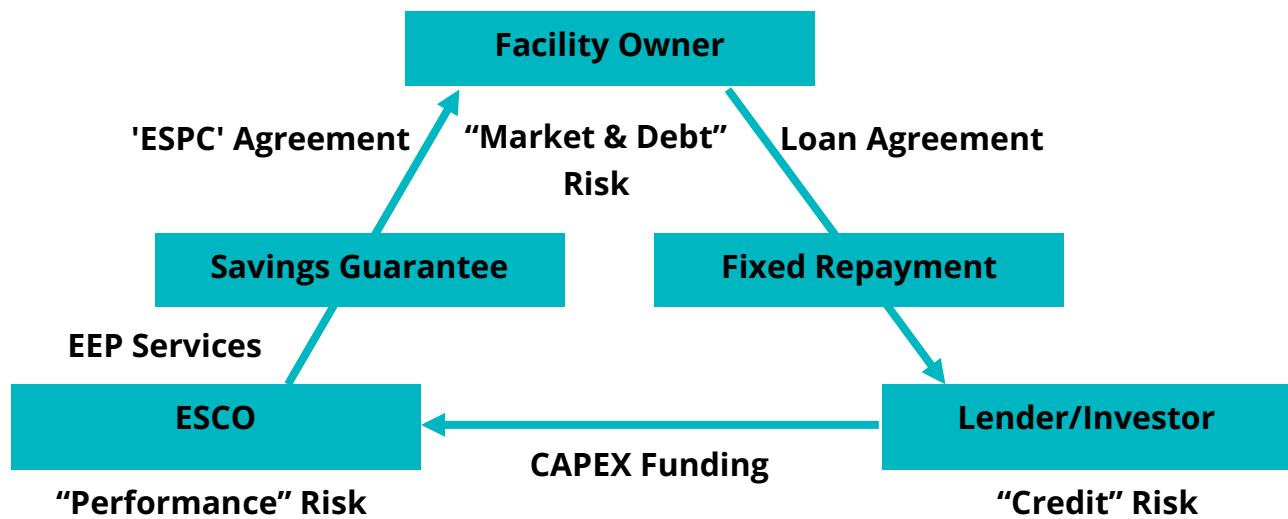 Facility Owner
'ESPC' Agreement
“Market & Debt”
Risk
Loan Agreement
Savings Guarantee
Fixed Repayment
EEP Services
ESCO
Lender/Investor
CAPEX Funding
“Performance” Risk
“Credit” Risk